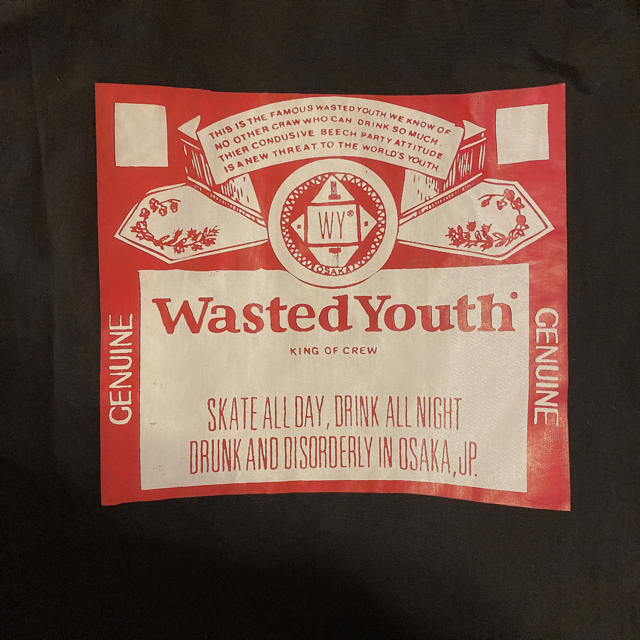 THIS IS THE FAMOUS WASTED YOUTH WE KNOW OF
NO OTHER CRAW WHO CAN DRINK SO MUCH.
THIER CONDUSIVE BEECH PARTY ATTITUDE
IS A NEW THREAT TO THE WORLD'S YOUTH
WY®
OSAKA
Wasted Youth®
KING OF CREW
GENUINE
GENUINE
SKATE ALL DAY, DRINK ALL NIGHT
DRUNK AND DISORDERLY IN OSAKA, JP.